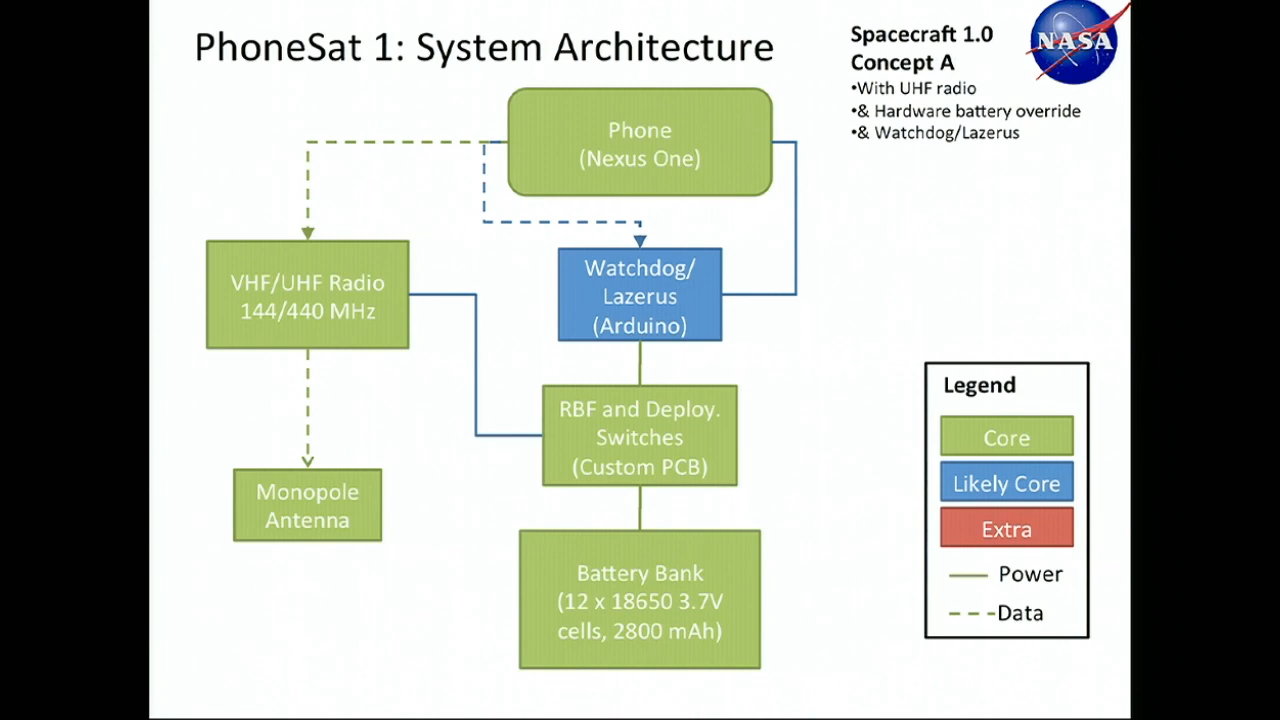 PhoneSat 1: System Architecture
Spacecraft 1.0
Concept A
•With UHF radio
•& Hardware battery override
•& Watchdog/Lazerus
NASA
Phone
(Nexus One)
VHF/UHF Radio
144/440 MHz
Watchdog/
Lazerus
(Arduino)
RBF and Deploy.
Switches
(Custom PCB)
Monopole
Antenna
Battery Bank
(12 x 18650 3.7V
cells, 2800 mAh)
Legend
Core
Likely Core
Extra
Power
Data